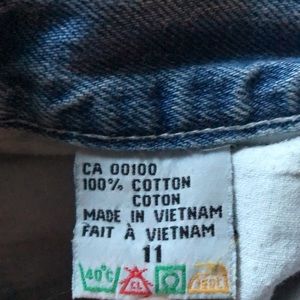 CA 00100
100% COTTON
COTON
MADE IN VIETNAM
FAIT À VIETNAM
11
40°C CL